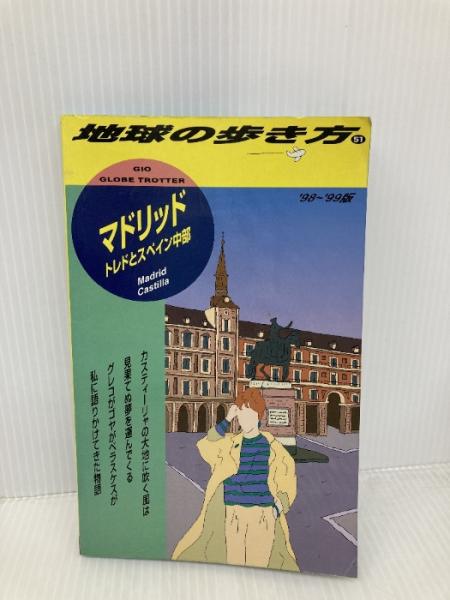 地球の歩き方 51
GIO
GLOBE TROTTER
'98~'99版
マドリッド
トレドとスペイン中部
Madrid
Castilla
カスティーリャの大地に吹く風は
見果てぬ夢を運んでくる
グレコがゴヤがベラスケスが
私に語りかけてきた物語